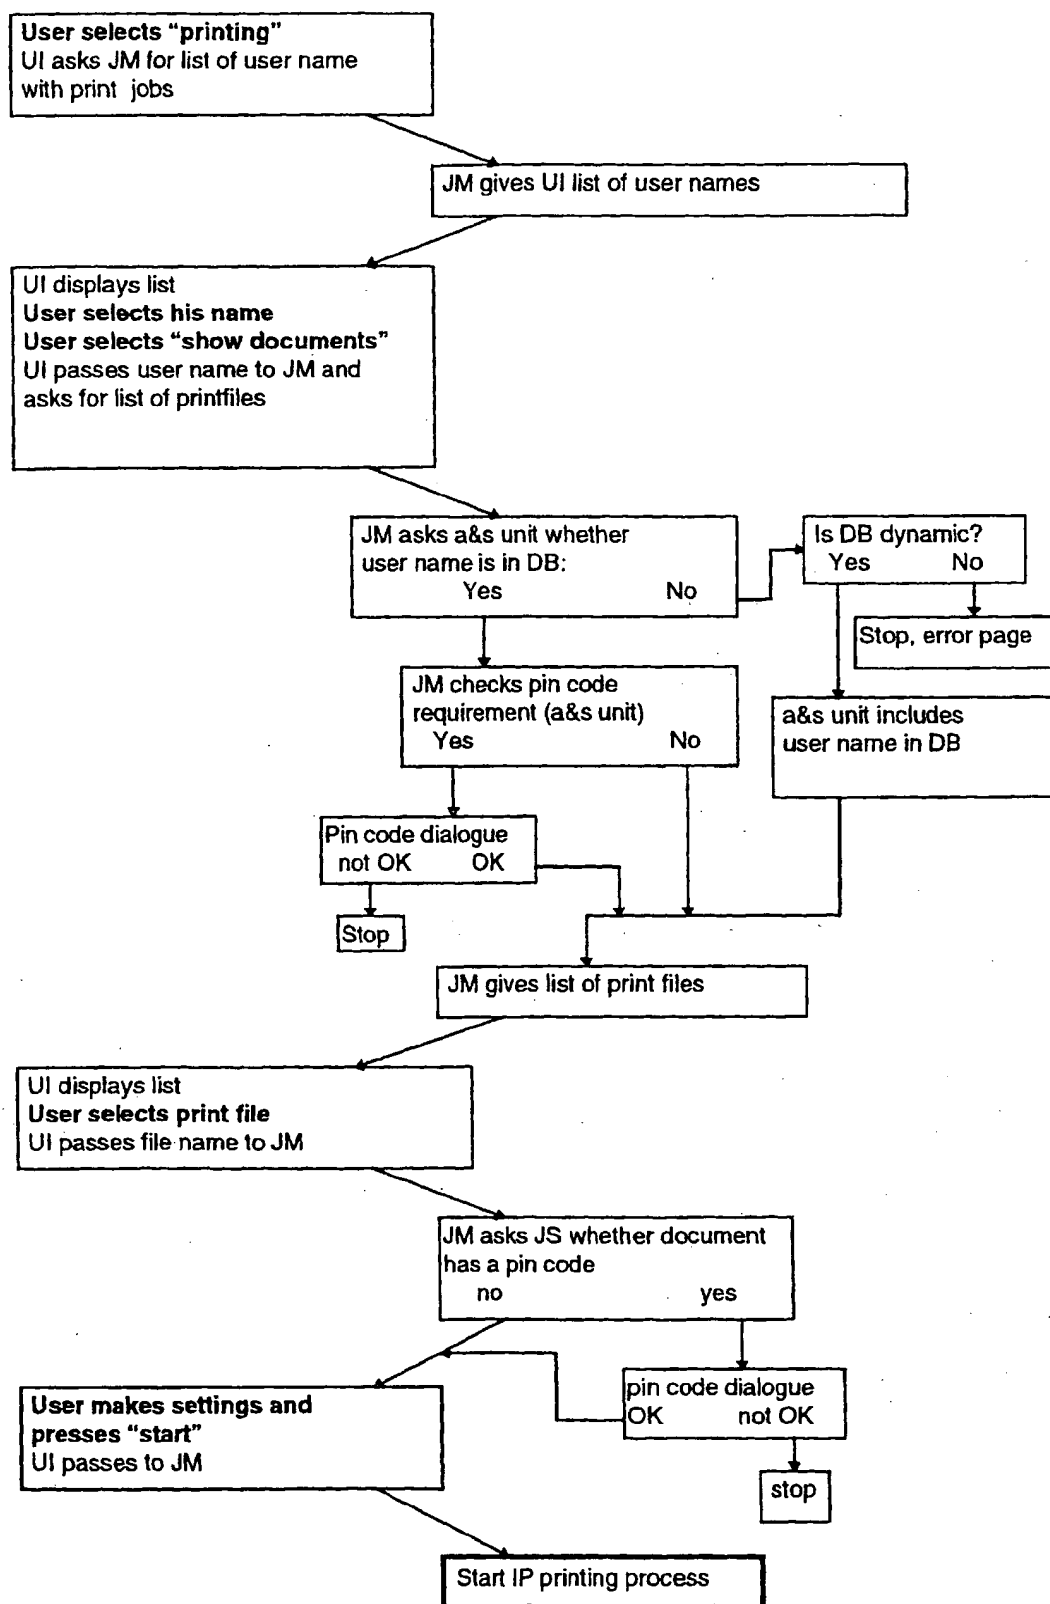 User selects “printing”
UI asks JM for list of user name
with print jobs
JM gives UI list of user names
UI displays list
User selects his name
User selects “show documents”
UI passes user name to JM and
asks for list of printfiles
JM asks a&s unit whether
user name is in DB:
Yes No
Is DB dynamic?
Yes No
Stop, error page
JM checks pin code
requirement (a&s unit)
Yes No
a&s unit includes
user name in DB
Pin code dialogue
not OK OK
Stop
JM gives list of print files
UI displays list
User selects print file
UI passes file name to JM
JM asks JS whether document
has a pin code
no yes
pin code dialogue
OK not OK
User makes settings and
presses “start”
UI passes to JM
stop
Start IP printing process